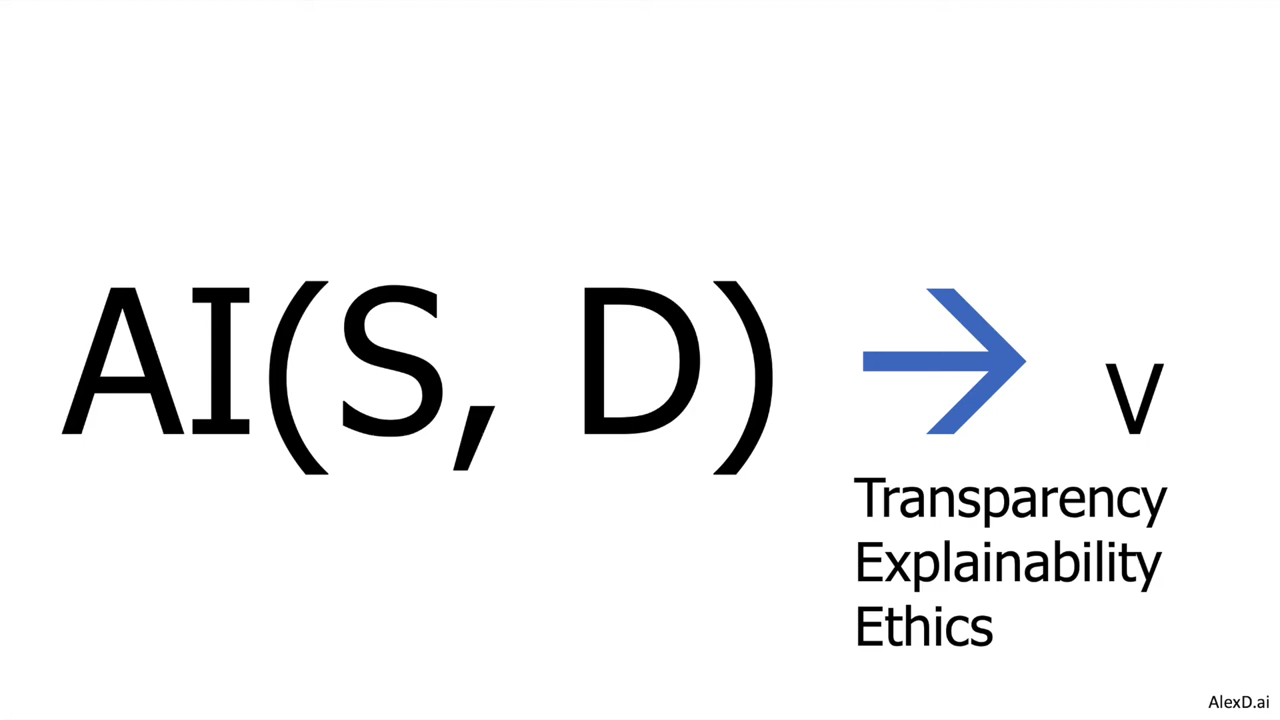 AI(S, D) → V
Transparency
Explainability
Ethics
AlexD.ai